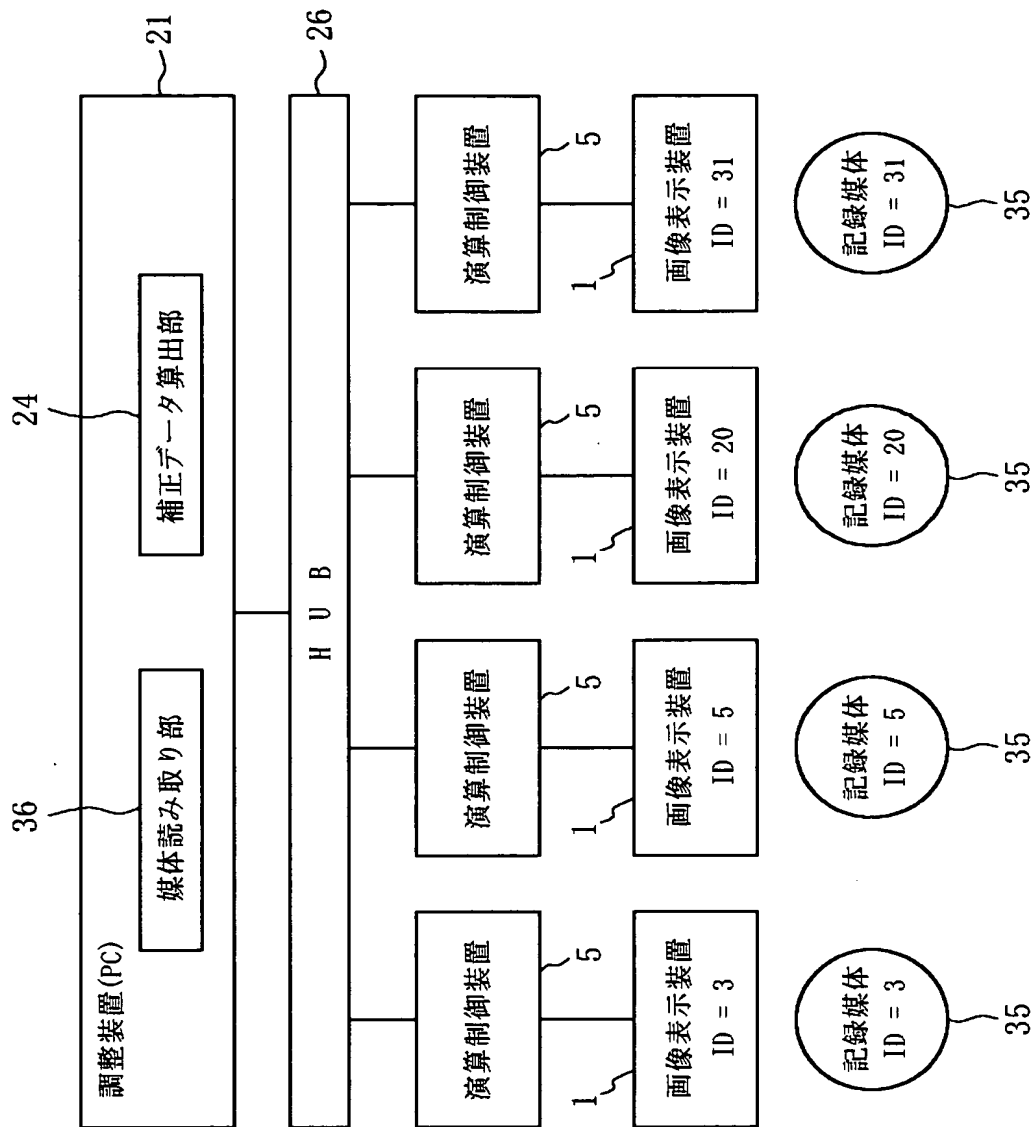 調整装置(PC)
21
媒体読み取り部
36
補正データ算出部
24
HUB
26
演算制御装置
5
演算制御装置
5
演算制御装置
5
演算制御装置
5
1
画像表示装置
ID = 3
1
画像表示装置
ID = 5
1
画像表示装置
ID = 20
1
画像表示装置
ID = 31
記録媒体
ID = 3
35
記録媒体
ID = 5
35
記録媒体
ID = 20
35
記録媒体
ID = 31
35